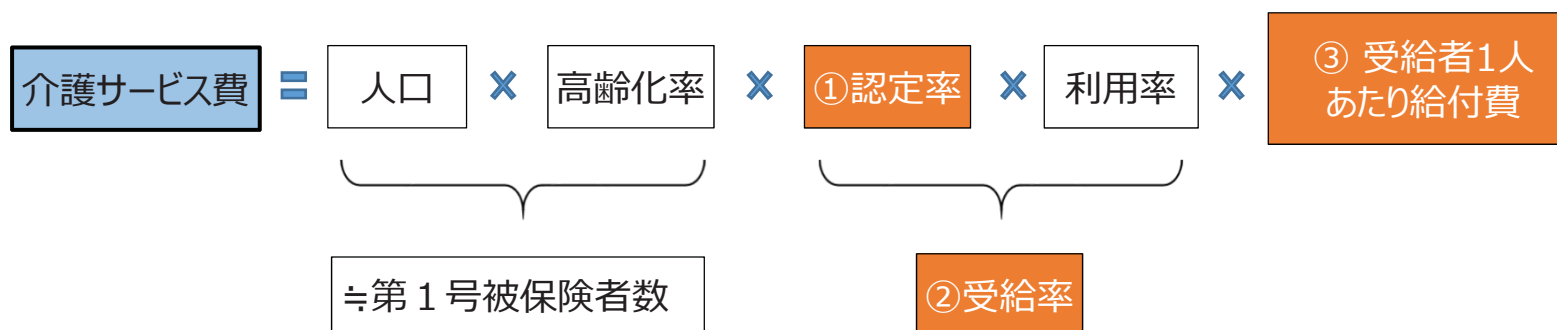 介護サービス費 = 人口 × 高齢化率 × ①認定率 × 利用率 × ③ 受給者1人
あたり給付費
≒第１号被保険者数
②受給率